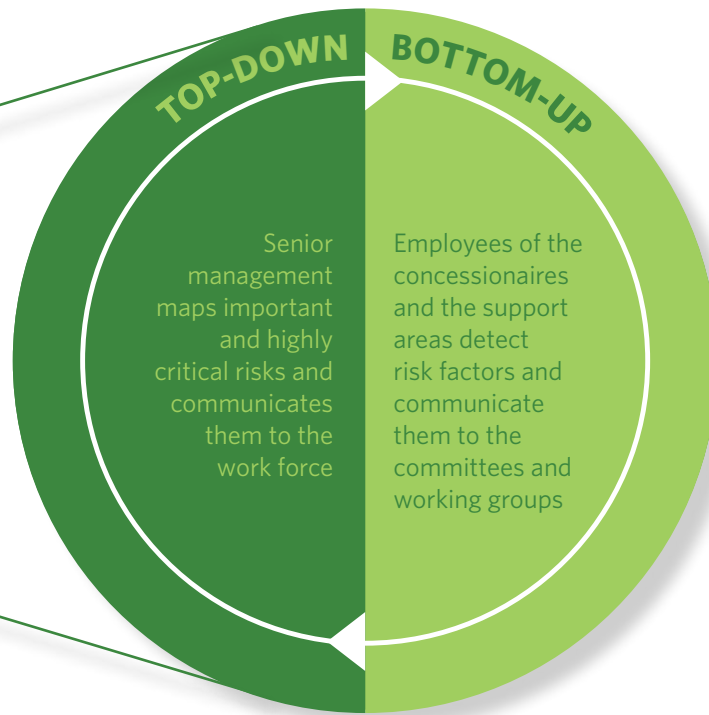 TOP-DOWN
Senior
management
maps important
and highly
critical risks and
communicates
them to the
work force
BOTTOM-UP
Employees of the
concessionaires
and the support
areas detect
risk factors and
communicate
them to the
committees and
working groups